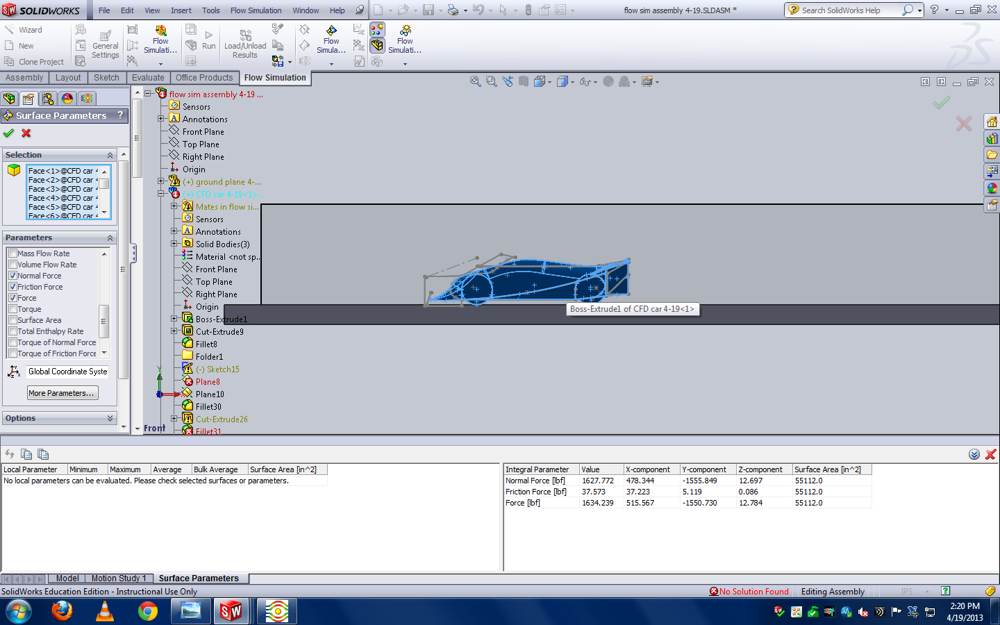 SOLIDWORKS
File Edit View Insert Tools Flow Simulation Window Help
flow sim assembly 4-19.SLDASM *
Search SolidWorks Help
Wizard
New
Clone Project
General Settings
Flow Simulati...
Run
Load/Unload Results
Flow Simula...
Flow Simulati...
Assembly Layout Sketch Evaluate Office Products Flow Simulation
Surface Parameters ?
Selection
Face<1>@CFD car 4
Face<2>@CFD car 4
Face<3>@CFD car 4
Face<4>@CFD car 4
Face<5>@CFD car 4
Face<6>@CFD car 4
Parameters
Mass Flow Rate
Volume Flow Rate
Normal Force
Friction Force
Force
Torque
Surface Area
Total Enthalpy Rate
Torque of Normal Force
Torque of Friction Force
Global Coordinate Syste
More Parameters...
Options
flow sim assembly 4-19 ...
Sensors
Annotations
Front Plane
Top Plane
Right Plane
Origin
(+) ground plane 4-...
(+) CFD car 4-19<1>...
Mates in flow si...
Sensors
Annotations
Solid Bodies(3)
Material <not sp...
Front Plane
Top Plane
Right Plane
Origin
Boss-Extrude1
Cut-Extrude9
Fillet8
Folder1
(-) Sketch15
Plane8
Plane10
Fillet30
Cut-Extrude26
Fillet31
Y
X
Front
Boss-Extrude1 of CFD car 4-19<1>
Local Parameter Minimum Maximum Average Bulk Average Surface Area [in^2]
No local parameters can be evaluated. Please check selected surfaces or parameters.
Integral Parameter Value X-component Y-component Z-component Surface Area [in^2]
Normal Force [lbf] 1627.772 478.344 -1555.849 12.697 55112.0
Friction Force [lbf] 37.573 37.223 5.119 0.086 55112.0
Force [lbf] 1634.239 515.567 -1550.730 12.784 55112.0
Model Motion Study 1 Surface Parameters
SolidWorks Education Edition - Instructional Use Only
No Solution Found Editing Assembly IPS
2:20 PM
4/19/2013